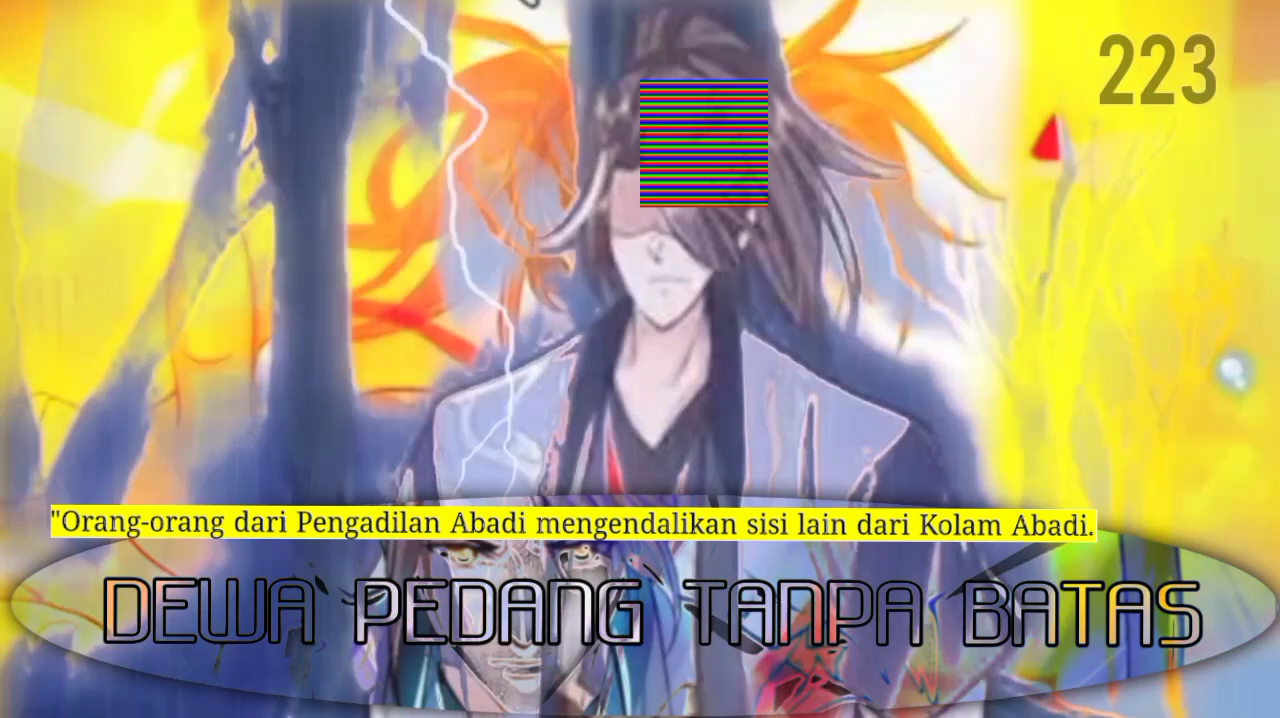 223
"Orang-orang dari Pengadilan Abadi mengendalikan sisi lain dari Kolam Abadi.
DEWA PEDANG TANPA BATAS